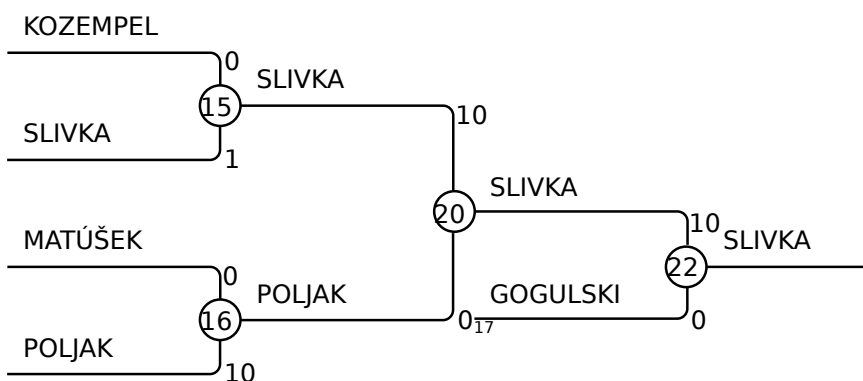 KOZEMPEL
0
15
SLIVKA
SLIVKA
1
10
20
SLIVKA
MATÚŠEK
0
16
POLJAK
POLJAK
10
0
17
GOGULSKI
10
22
SLIVKA
0